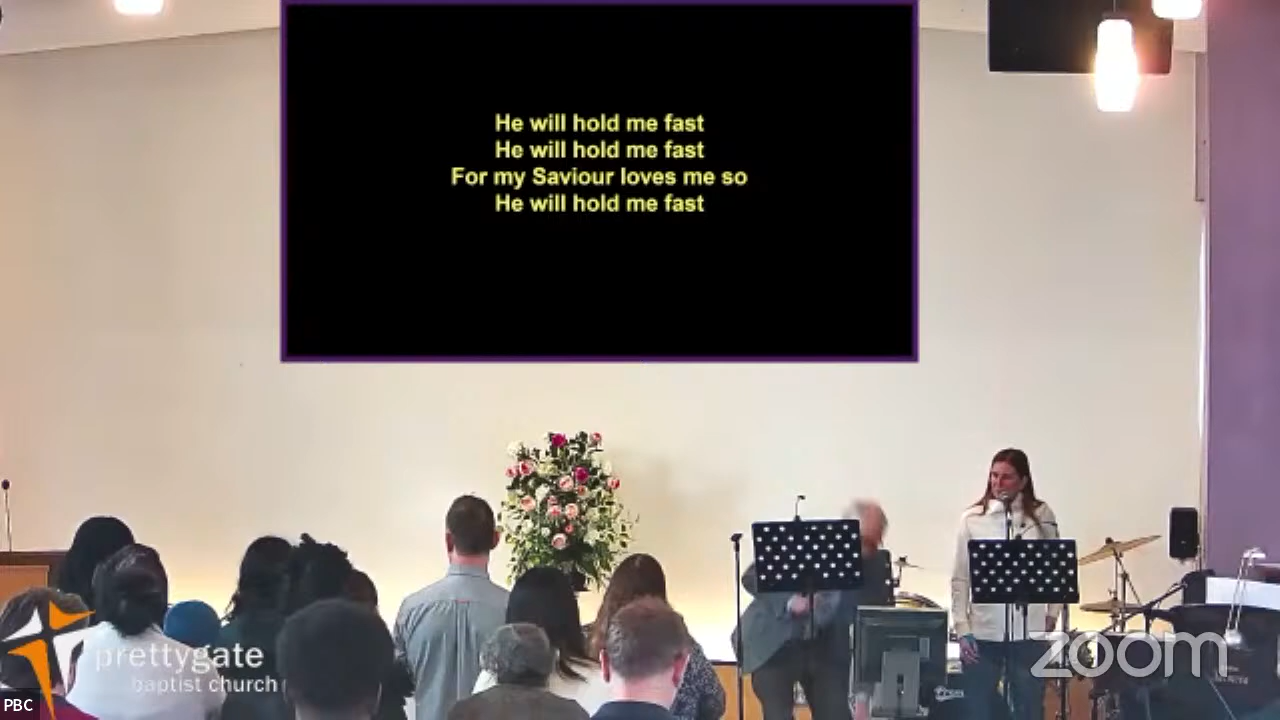 He will hold me fast
He will hold me fast
For my Saviour loves me so
He will hold me fast
prettygate
baptist church
PBC
zoom